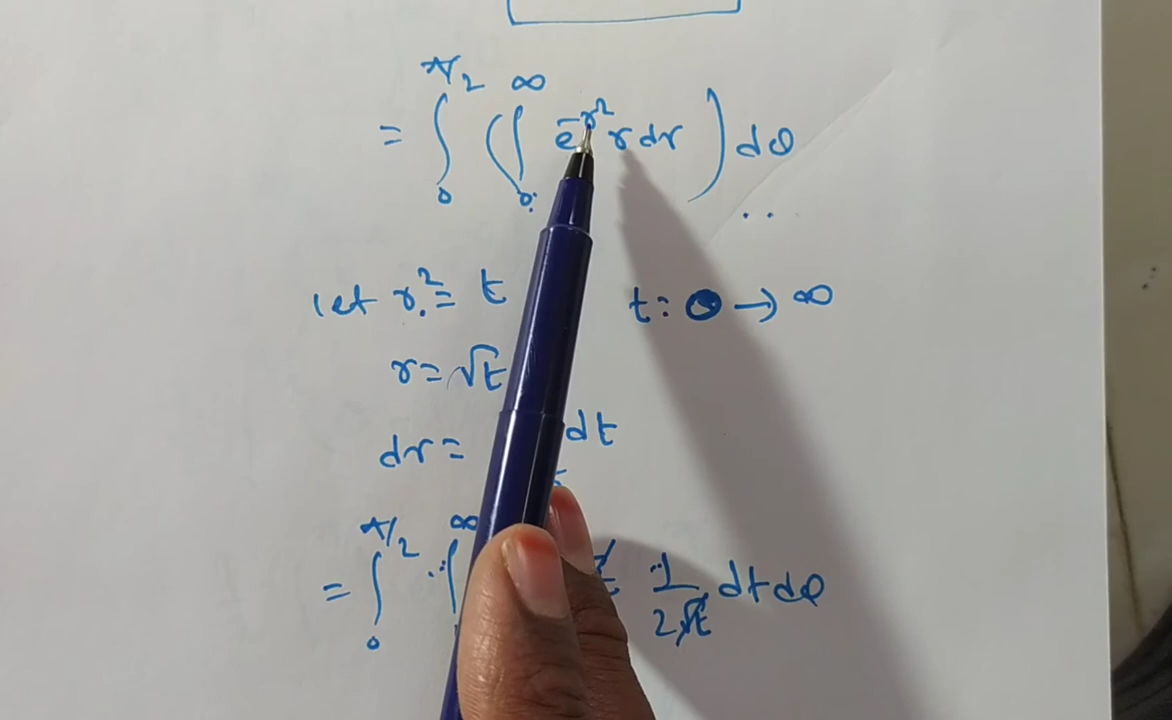 = ∫₀^{π/2} ( ∫₀^∞ e^{-r²} r dr ) dθ
let r² = t t: 0 → ∞
r = √t
dr = dt
= ∫₀^{π/2} ∫ ^∞ 1/2√t dt dθ